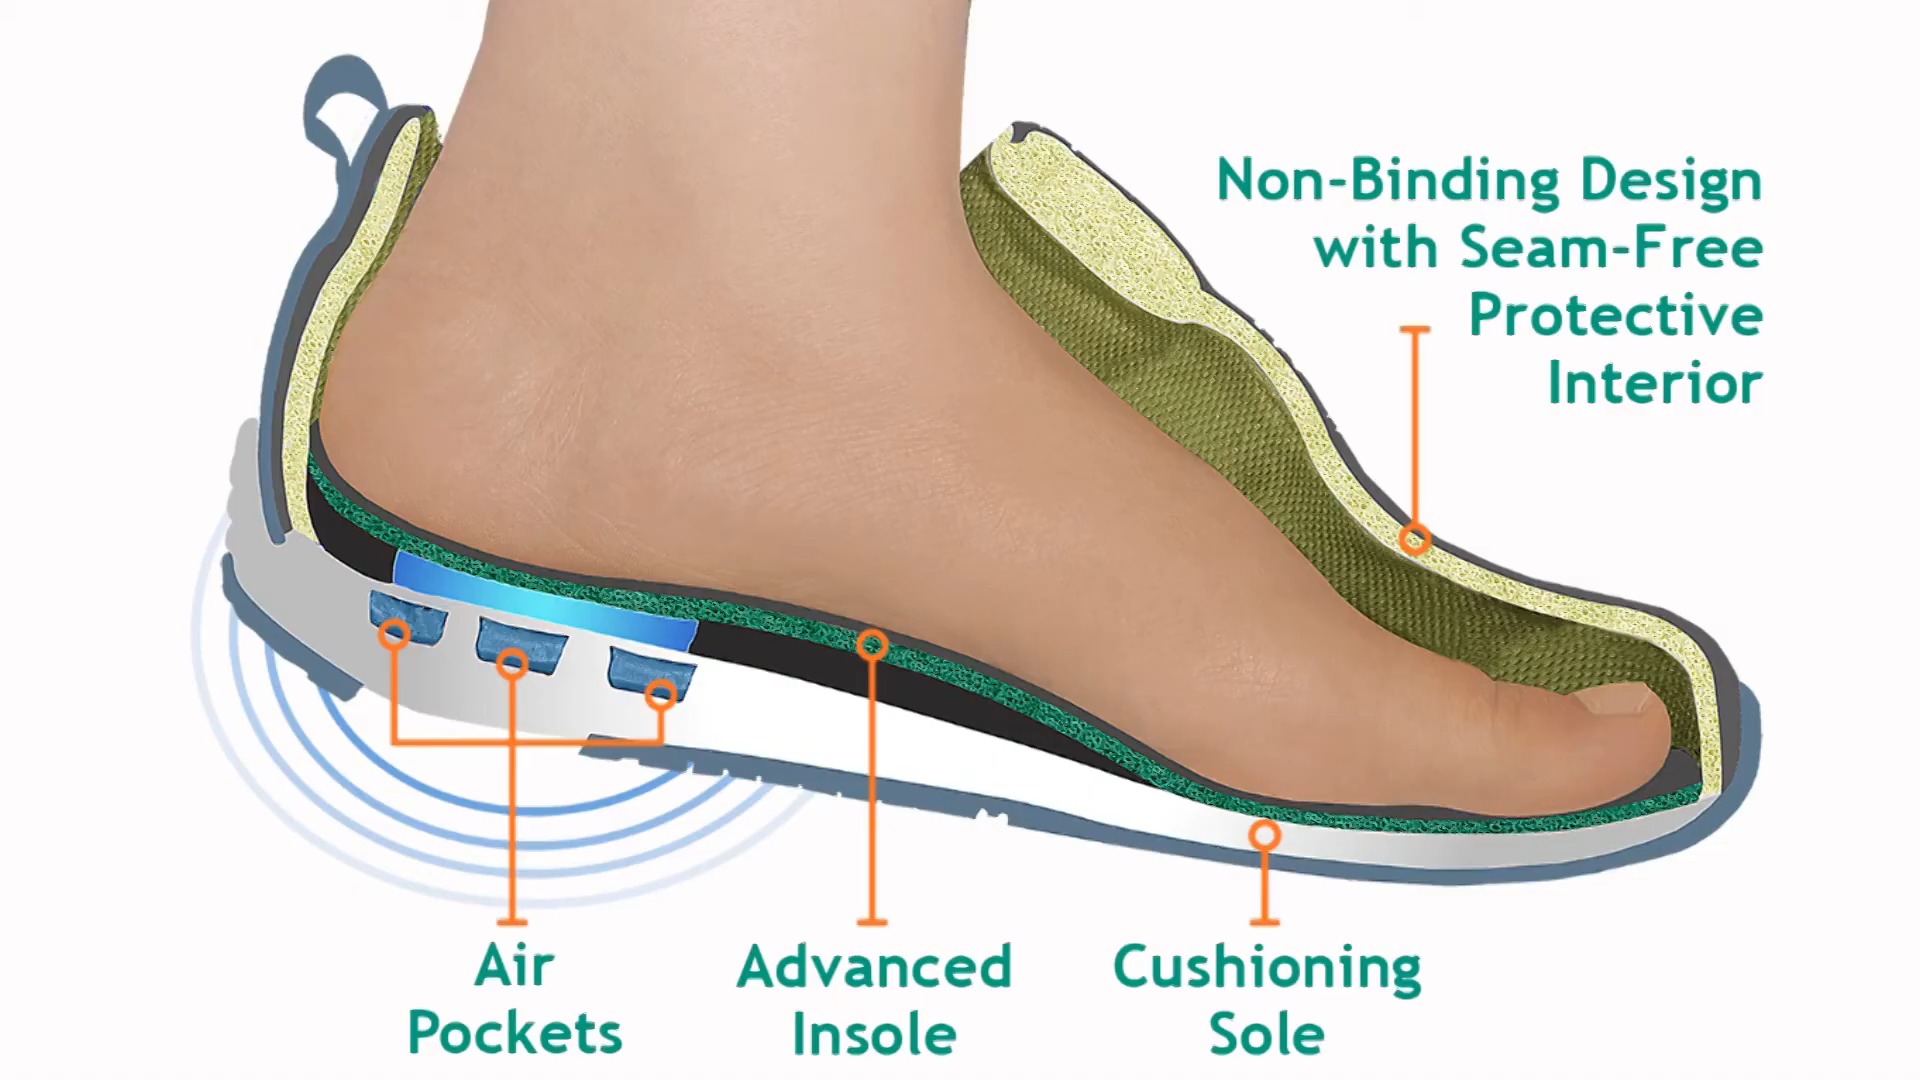 Non-Binding Design
with Seam-Free
Protective
Interior
Air
Pockets
Advanced
Insole
Cushioning
Sole